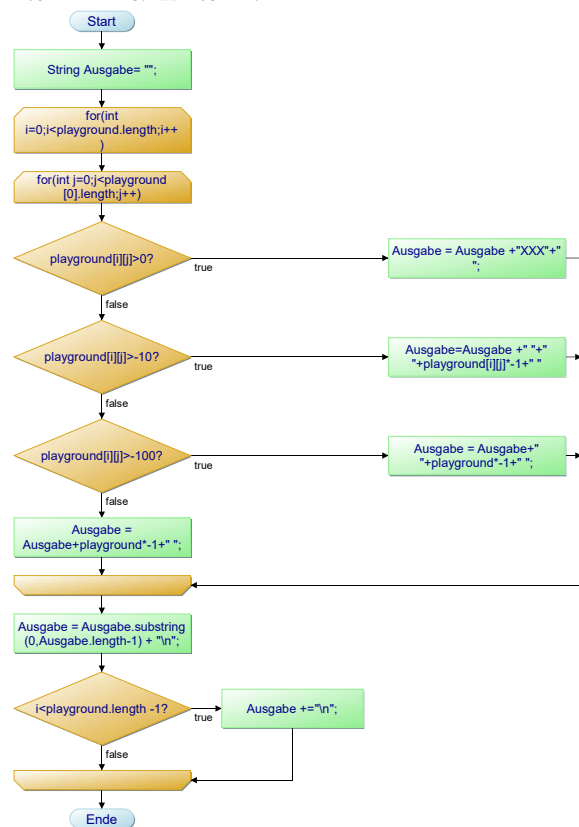 Start
String Ausgabe= "";
for(int
i=0;i<playground.length;i++
)
for(int j=0;j<playground
[0].length;j++)
playground[i][j]>0?
true
Ausgabe = Ausgabe +"XXX"+"
";
false
playground[i][j]>-10?
true
Ausgabe=Ausgabe +" "+"
"+playground[i][j]*-1+" "
false
playground[i][j]>-100?
true
Ausgabe = Ausgabe+"
"+playground*-1+" ";
false
Ausgabe =
Ausgabe+playground*-1+" ";
Ausgabe = Ausgabe.substring
(0,Ausgabe.length-1) + "\n";
i<playground.length -1?
true
Ausgabe +="\n";
false
Ende